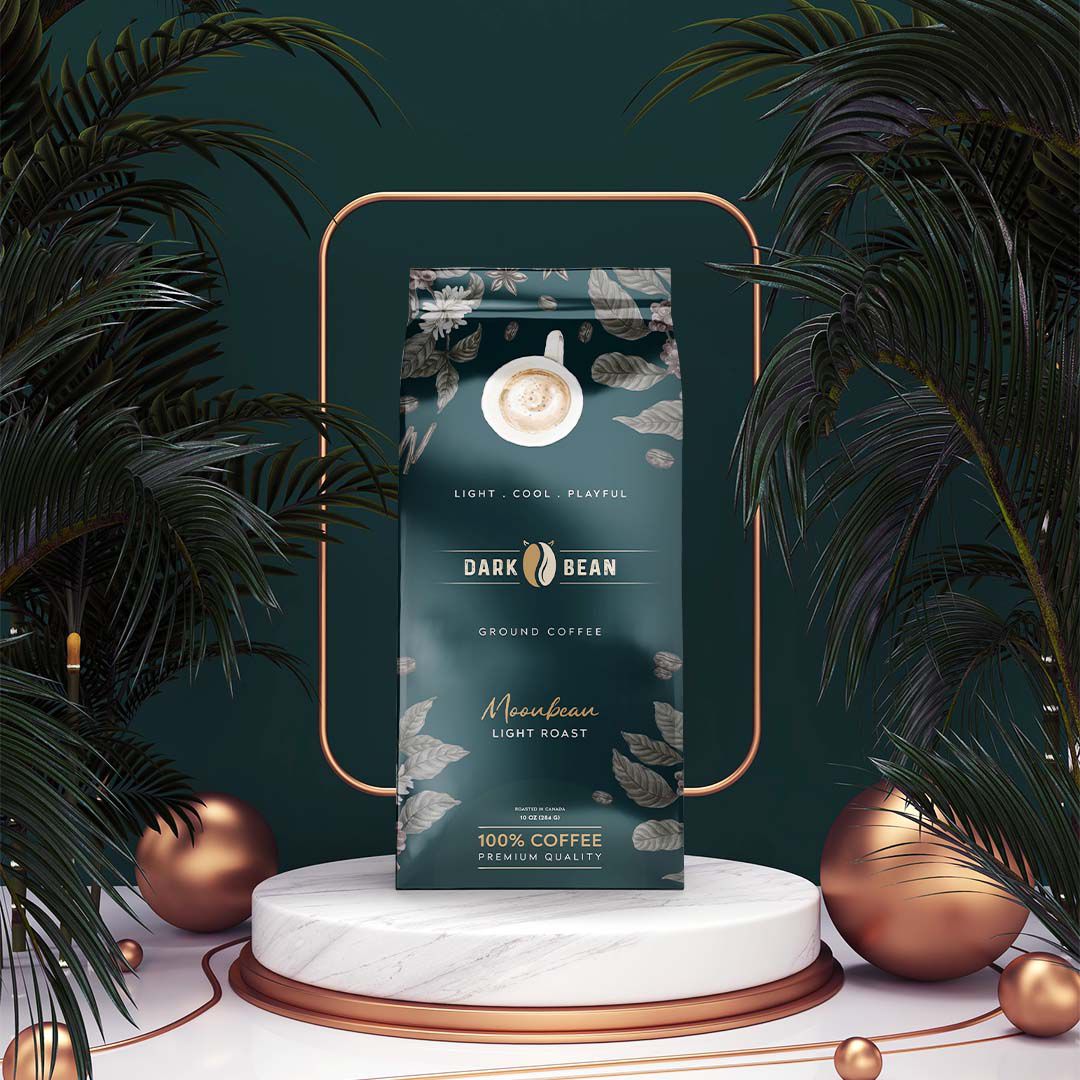 LIGHT . COOL . PLAYFUL
DARK BEAN
GROUND COFFEE
Moonbean
LIGHT ROAST
ROASTED IN CANADA
10 OZ (284 G)
100% COFFEE
PREMIUM QUALITY